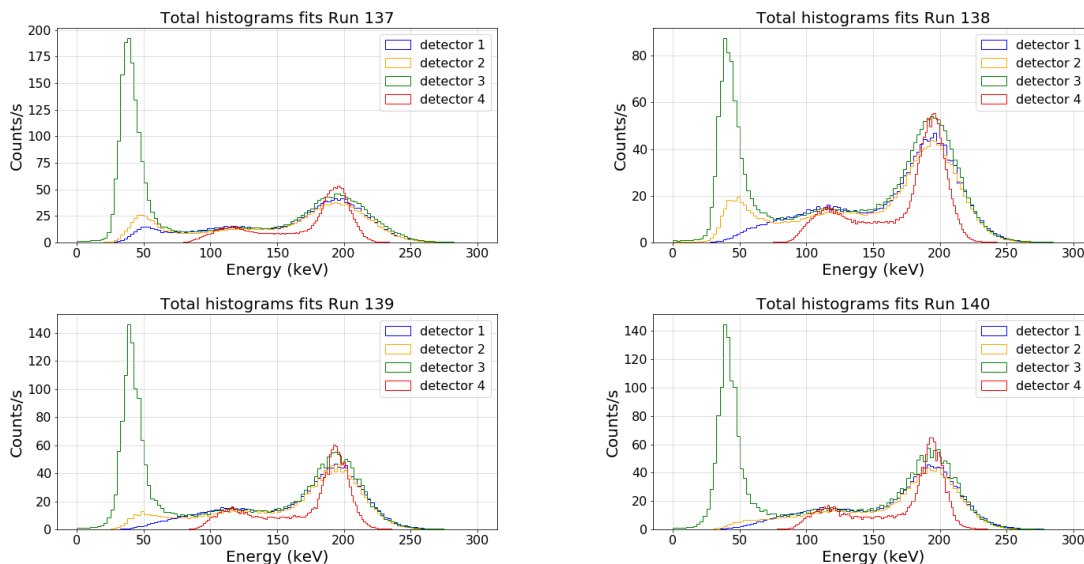 Total histograms fits Run 137
200
175
150
125
100
75
50
25
0
Counts/s
0 50 100 150 200 250 300
Energy (keV)
detector 1
detector 2
detector 3
detector 4
Total histograms fits Run 138
80
60
40
20
0
Counts/s
0 50 100 150 200 250 300
Energy (keV)
detector 1
detector 2
detector 3
detector 4
Total histograms fits Run 139
140
120
100
80
60
40
20
0
Counts/s
0 50 100 150 200 250 300
Energy (keV)
detector 1
detector 2
detector 3
detector 4
Total histograms fits Run 140
140
120
100
80
60
40
20
0
Counts/s
0 50 100 150 200 250 300
Energy (keV)
detector 1
detector 2
detector 3
detector 4